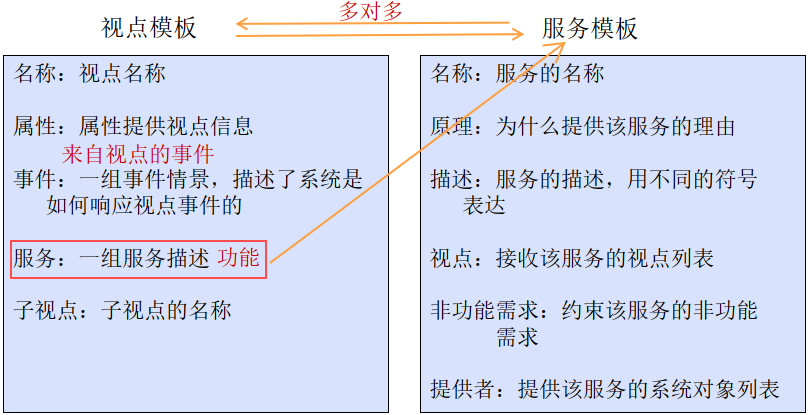 多对多
视点模板
服务模板
名称：视点名称
属性：属性提供视点信息
来自视点的事件
事件：一组事件情景，描述了系统是
如何响应视点事件的
服务：一组服务描述 功能
子视点：子视点的名称
名称：服务的名称
原理：为什么提供该服务的理由
描述：服务的描述，用不同的符号
表达
视点：接收该服务的视点列表
非功能需求：约束该服务的非功能
需求
提供者：提供该服务的系统对象列表